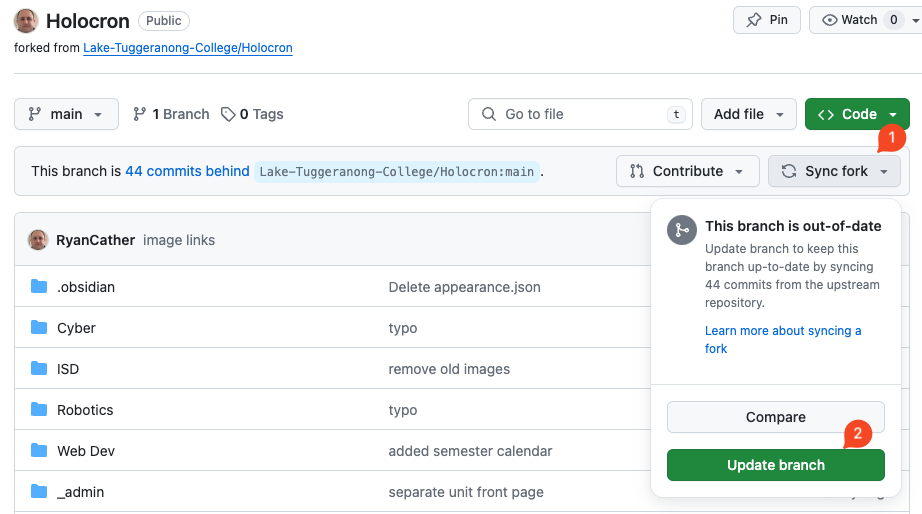 Holocron Public
Pin
Watch 0
forked from Lake-Tuggeranong-College/Holocron
main
1 Branch
0 Tags
Go to file t
Add file
<> Code
1
This branch is 44 commits behind Lake-Tuggeranong-College/Holocron:main .
Contribute
Sync fork
RyanCather image links
.obsidian Delete appearance.json
Cyber typo
ISD remove old images
Robotics typo
Web Dev added semester calendar
_admin separate unit front page
This branch is out-of-date
Update branch to keep this
branch up-to-date by syncing
44 commits from the upstream
repository.
Learn more about syncing a
fork
Compare
2
Update branch